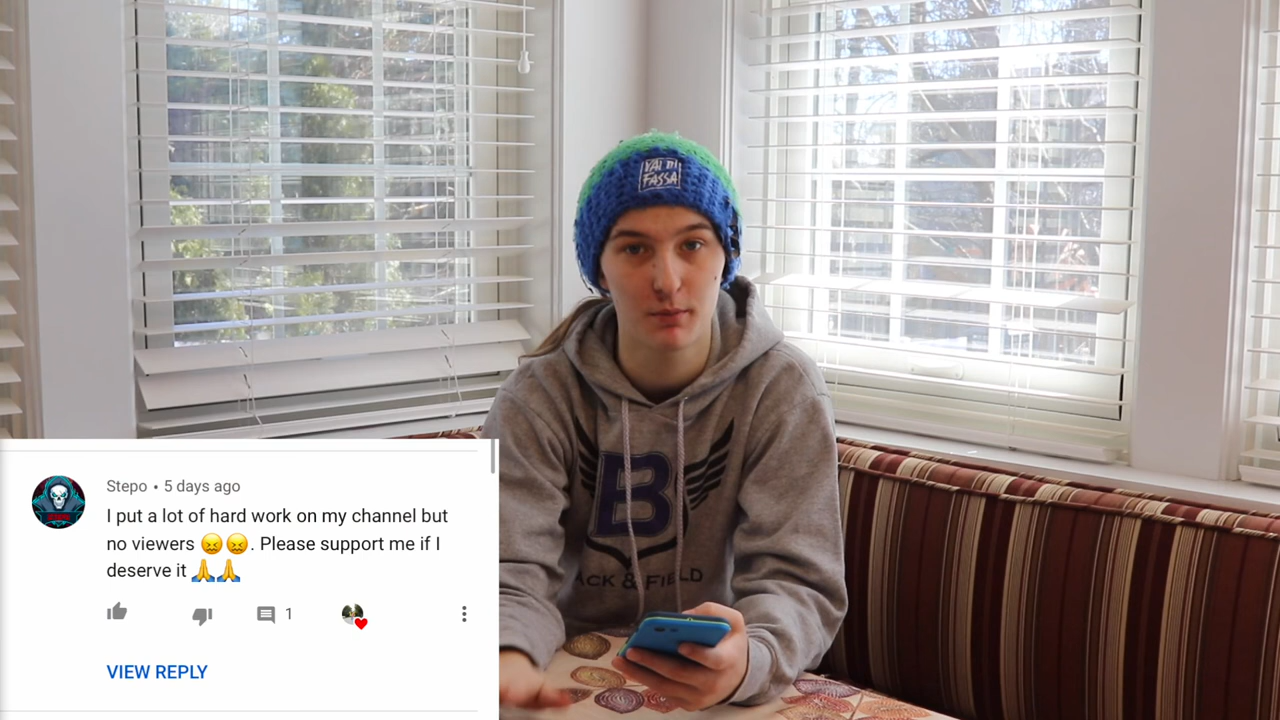 VAL DI
FASSA
B
ACK & FIELD
Stepo • 5 days ago
I put a lot of hard work on my channel but
no viewers 😖😖. Please support me if I
deserve it 🙏🙏
1
VIEW REPLY